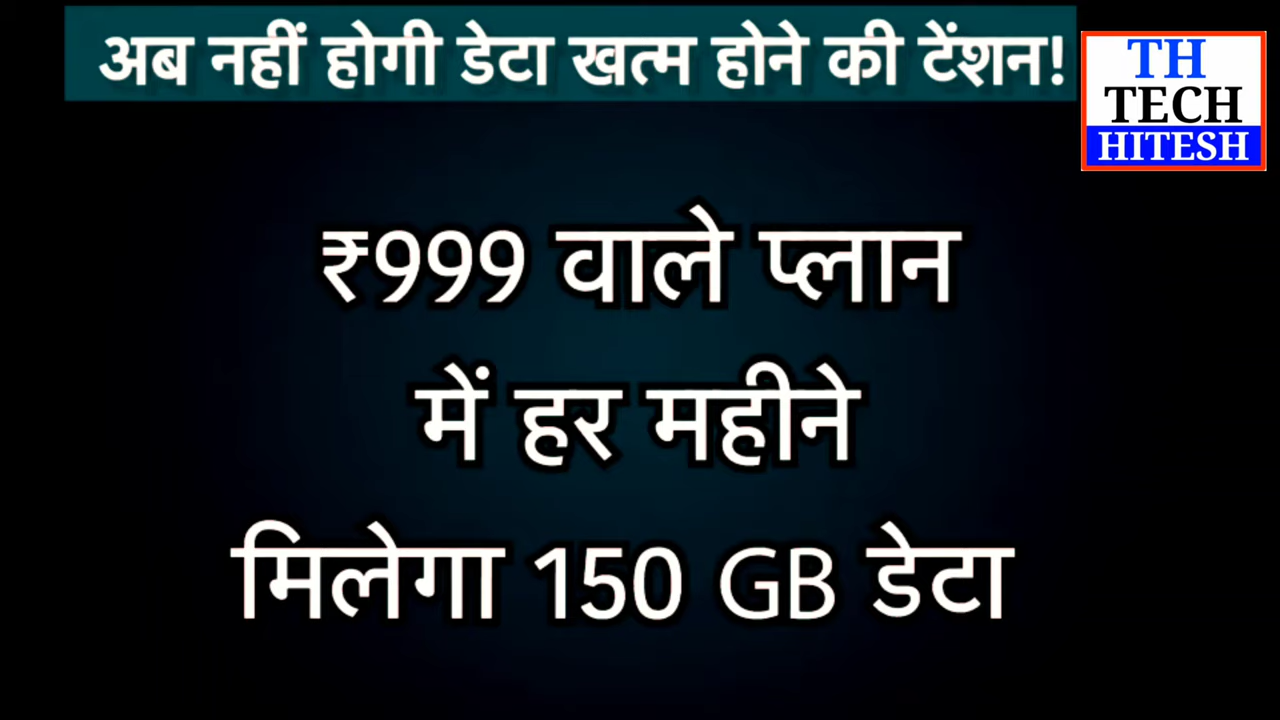 अब नहीं होगी डेटा खत्म होने की टेंशन!
TH
TECH
HITESH
₹999 वाले प्लान
में हर महीने
मिलेगा 150 GB डेटा